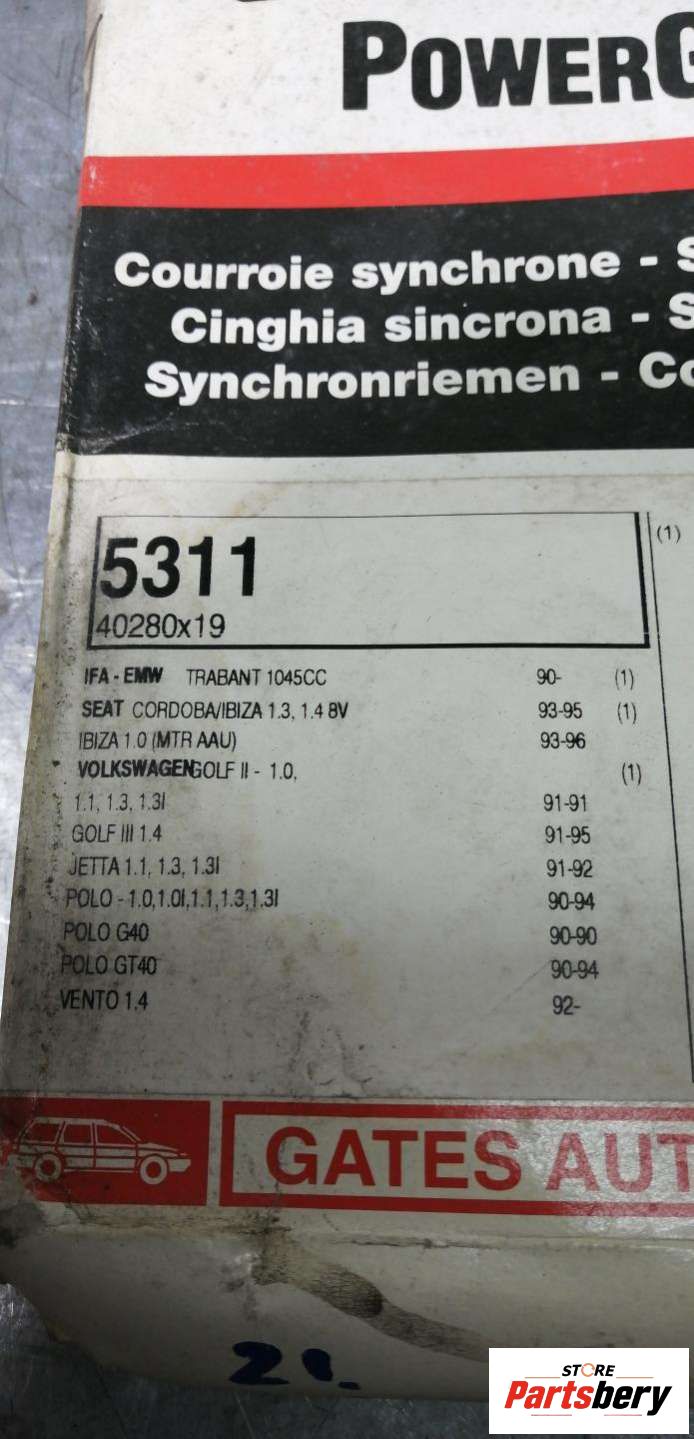 POWERG
Courroie synchrone - S
Cinghia sincrona - S
Synchronriemen - Co
5311
40280x19
(1)
IFA - EMW TRABANT 1045CC 90- (1)
SEAT CORDOBA/IBIZA 1.3, 1.4 8V 93-95 (1)
IBIZA 1.0 (MTR AAU) 93-96
VOLKSWAGEN GOLF II - 1.0, (1)
1.1, 1.3, 1.3I 91-91
GOLF III 1.4 91-95
JETTA 1.1, 1.3, 1.3I 91-92
POLO - 1.0,1.0I,1.1,1.3,1.3I 90-94
POLO G40 90-90
POLO GT40 90-94
VENTO 1.4 92-
GATES AUT
21.
STORE
Partsbery